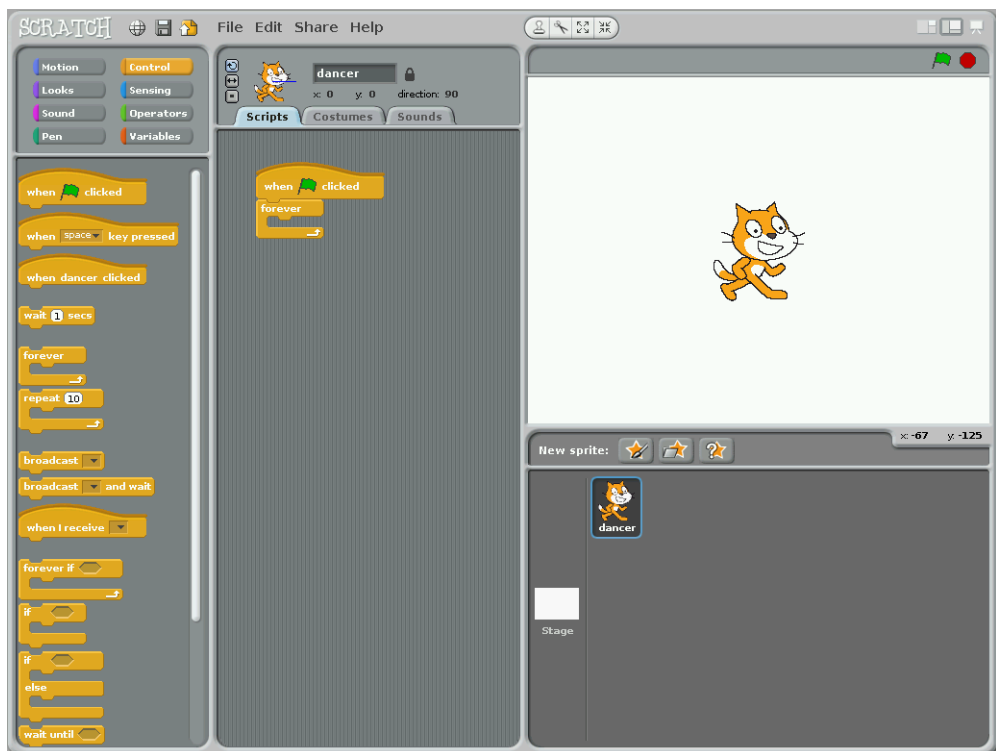 SCRATCH File Edit Share Help
Motion Control
Looks Sensing
Sound Operators
Pen Variables
dancer
x: 0 y: 0 direction: 90
Scripts Costumes Sounds
when clicked
when space key pressed
when dancer clicked
wait 1 secs
forever
repeat 10
broadcast
broadcast and wait
when I receive
forever if
if
if
else
wait until
when clicked
forever
x: -67 y: -125
New sprite:
dancer
Stage